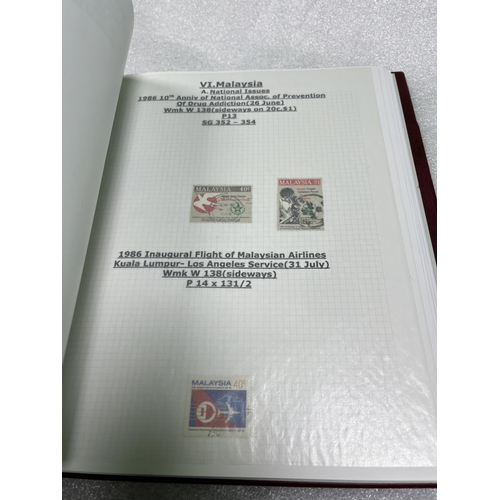 VI.Malaysia
A. National Issues
1986 10th Anniv of National Assoc. of Prevention
Of Drug Addiction(26 June)
Wmk W 138(sideways on 20c.$1)
P13
SG 352 – 354
MALAYSIA 40¢
MALAYSIA $1
1986 Inaugural Flight of Malaysian Airlines
Kuala Lumpur- Los Angeles Service(31 July)
Wmk W 138(sideways)
P 14 x 131/2
MALAYSIA 40¢